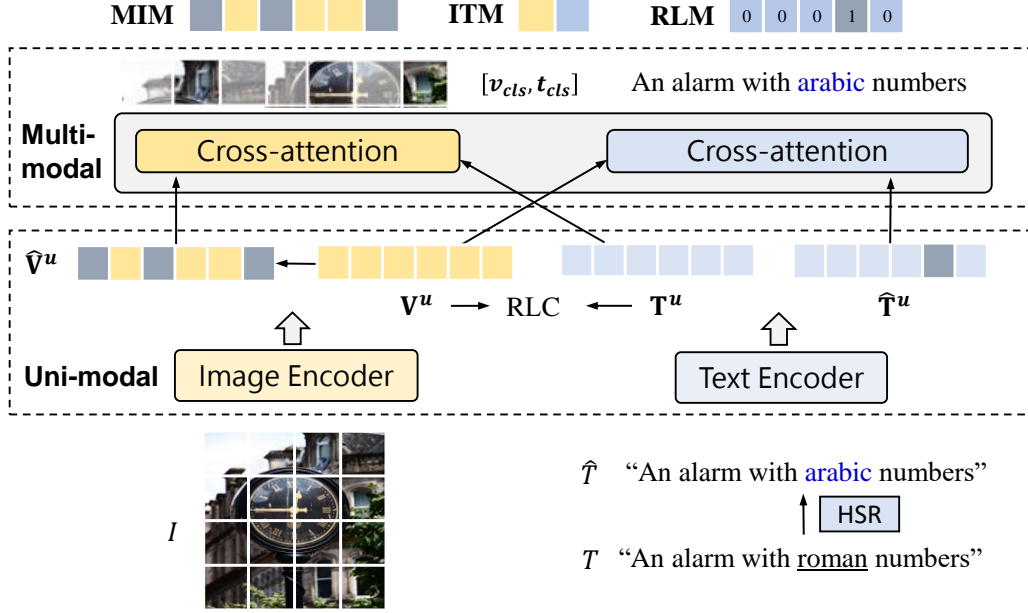 MIM ITM RLM 0 0 0 1 0
[v_cls, t_cls] An alarm with arabic numbers
Multi-
modal
Cross-attention Cross-attention
V̂^u
V^u RLC T^u T̂^u
Uni-modal Image Encoder Text Encoder
T̂ “An alarm with arabic numbers”
HSR
I T “An alarm with roman numbers”